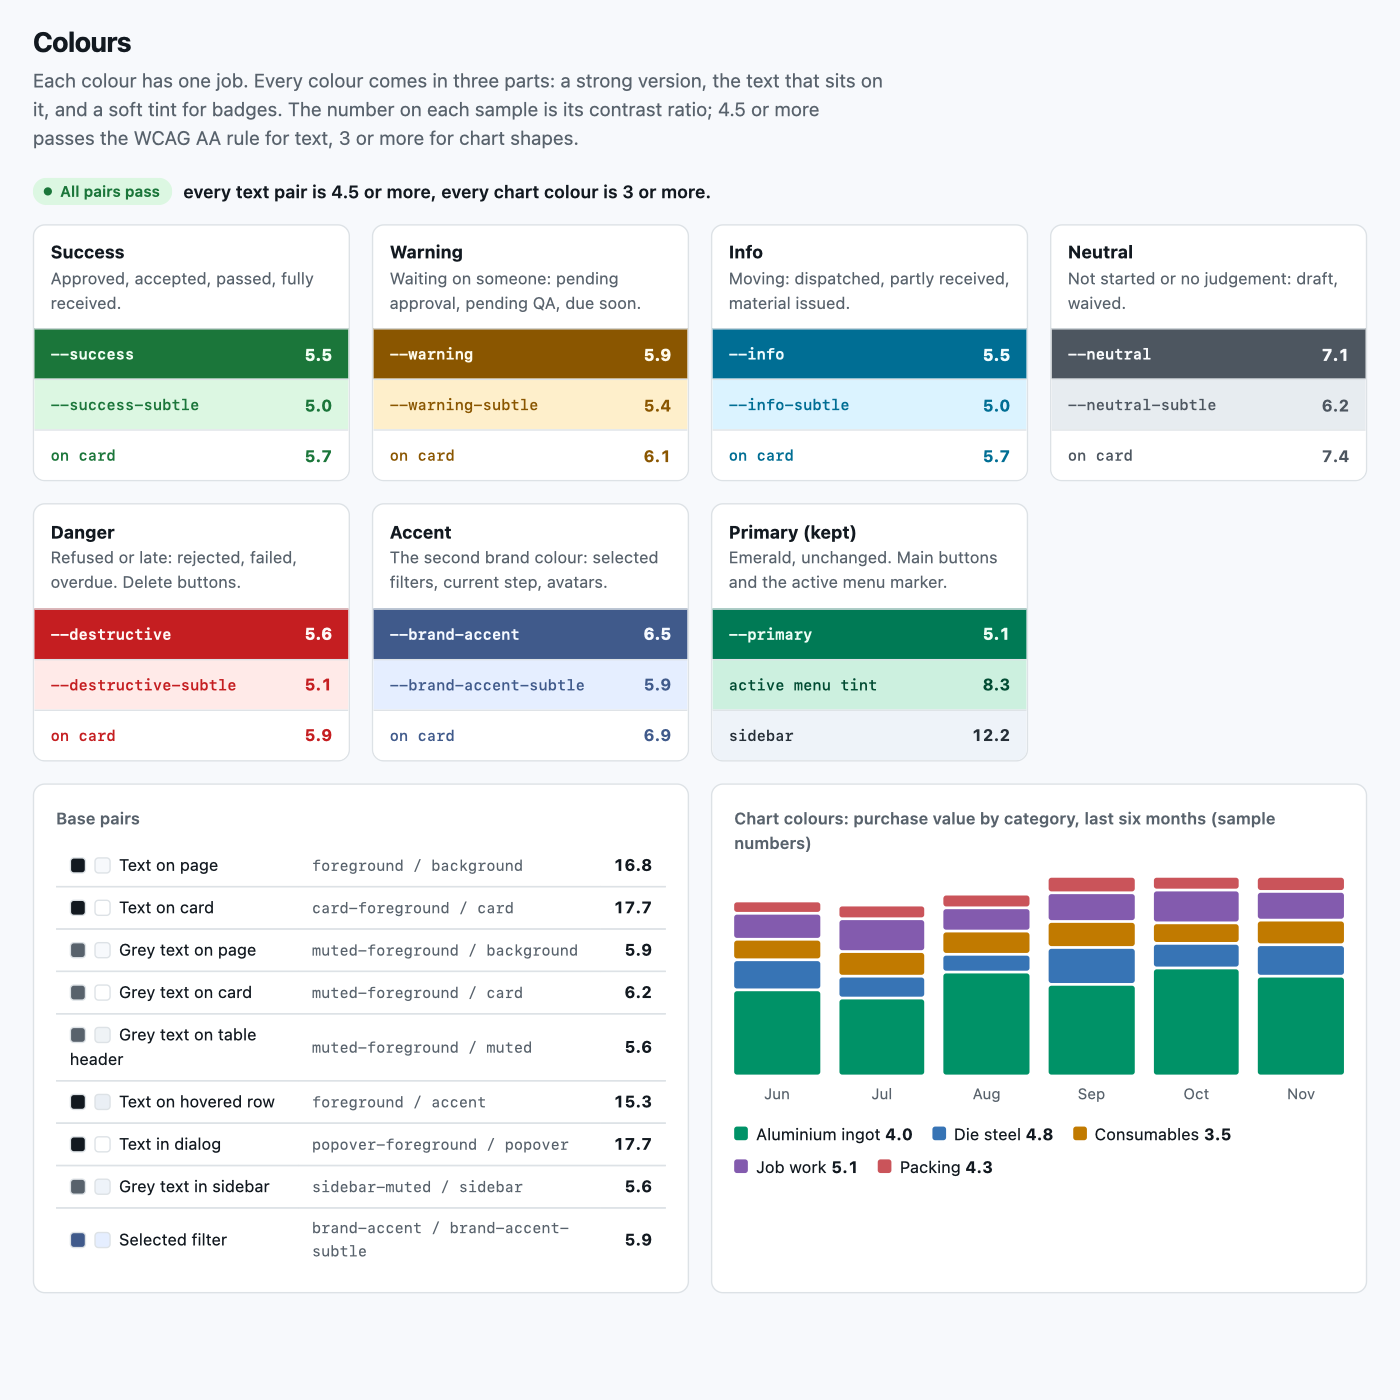 Colours
Each colour has one job. Every colour comes in three parts: a strong version, the text that sits on
it, and a soft tint for badges. The number on each sample is its contrast ratio; 4.5 or more
passes the WCAG AA rule for text, 3 or more for chart shapes.
All pairs pass every text pair is 4.5 or more, every chart colour is 3 or more.
Success
Approved, accepted, passed, fully
received.
--success 5.5
--success-subtle 5.0
on card 5.7
Warning
Waiting on someone: pending
approval, pending QA, due soon.
--warning 5.9
--warning-subtle 5.4
on card 6.1
Info
Moving: dispatched, partly received,
material issued.
--info 5.5
--info-subtle 5.0
on card 5.7
Neutral
Not started or no judgement: draft,
waived.
--neutral 7.1
--neutral-subtle 6.2
on card 7.4
Danger
Refused or late: rejected, failed,
overdue. Delete buttons.
--destructive 5.6
--destructive-subtle 5.1
on card 5.9
Accent
The second brand colour: selected
filters, current step, avatars.
--brand-accent 6.5
--brand-accent-subtle 5.9
on card 6.9
Primary (kept)
Emerald, unchanged. Main buttons
and the active menu marker.
--primary 5.1
active menu tint 8.3
sidebar 12.2
Base pairs
Text on page foreground / background 16.8
Text on card card-foreground / card 17.7
Grey text on page muted-foreground / background 5.9
Grey text on card muted-foreground / card 6.2
Grey text on table
header muted-foreground / muted 5.6
Text on hovered row foreground / accent 15.3
Text in dialog popover-foreground / popover 17.7
Grey text in sidebar sidebar-muted / sidebar 5.6
Selected filter brand-accent / brand-accent-
subtle 5.9
Chart colours: purchase value by category, last six months (sample
numbers)
Jun Jul Aug Sep Oct Nov
Aluminium ingot 4.0 Die steel 4.8 Consumables 3.5
Job work 5.1 Packing 4.3